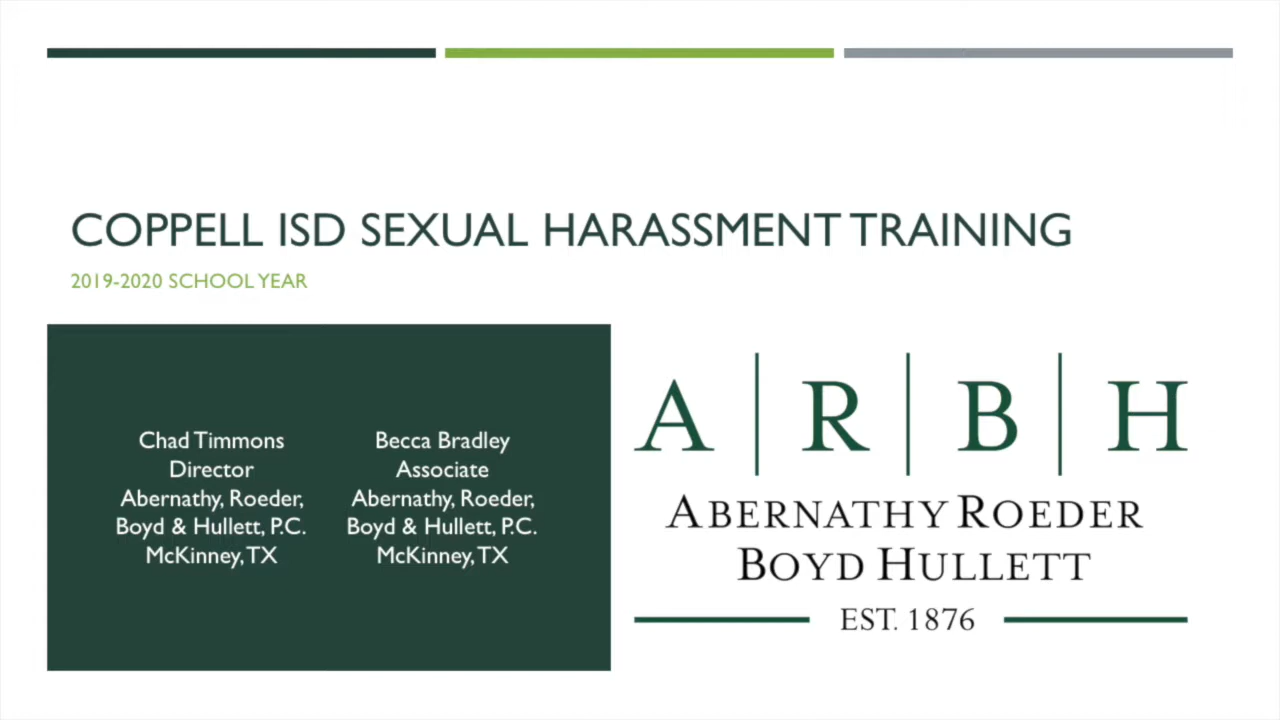 COPPELL ISD SEXUAL HARASSMENT TRAINING
2019-2020 SCHOOL YEAR
Chad Timmons
Director
Abernathy, Roeder,
Boyd & Hullett, P.C.
McKinney, TX
Becca Bradley
Associate
Abernathy, Roeder,
Boyd & Hullett, P.C.
McKinney, TX
A | R | B | H
ABERNATHY ROEDER
BOYD HULLETT
EST. 1876